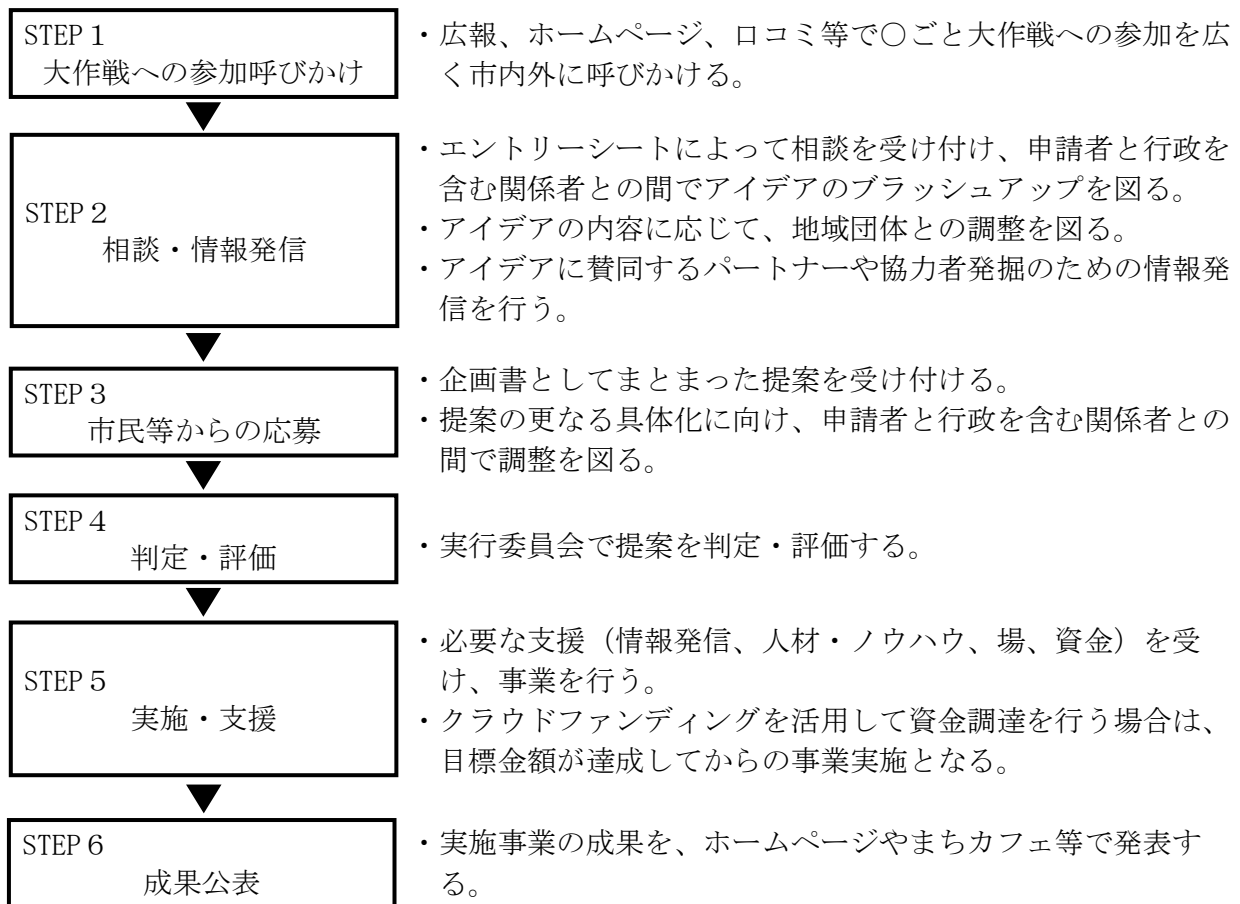 STEP１
大作戦への参加呼びかけ
・広報、ホームページ、口コミ等で〇ごと大作戦への参加を広
く市内外に呼びかける。
STEP２
相談・情報発信
・エントリーシートによって相談を受け付け、申請者と行政を
含む関係者との間でアイデアのブラッシュアップを図る。
・アイデアの内容に応じて、地域団体との調整を図る。
・アイデアに賛同するパートナーや協力者発掘のための情報発
信を行う。
STEP３
市民等からの応募
・企画書としてまとまった提案を受け付ける。
・提案の更なる具体化に向け、申請者と行政を含む関係者との
間で調整を図る。
STEP４
判定・評価
・実行委員会で提案を判定・評価する。
STEP５
実施・支援
・必要な支援（情報発信、人材・ノウハウ、場、資金）を受
け、事業を行う。
・クラウドファンディングを活用して資金調達を行う場合は、
目標金額が達成してからの事業実施となる。
STEP６
成果公表
・実施事業の成果を、ホームページやまちカフェ等で発表す
る。